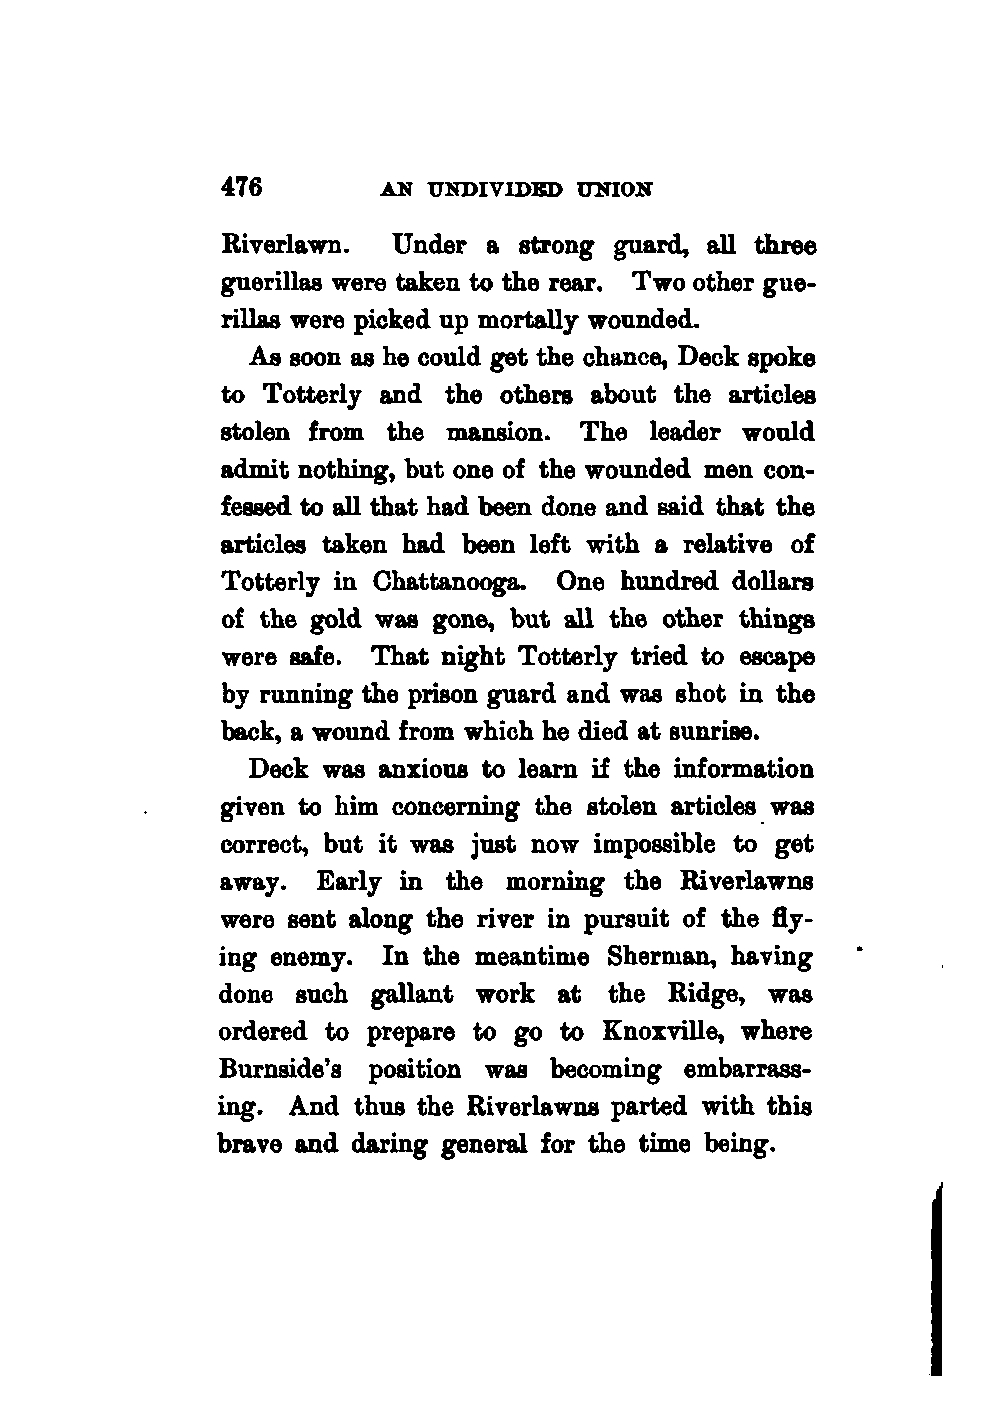 476 AN UNDIVIDED UNION
Riverlawn. Under a strong guard, all three
guerillas were taken to the rear. Two other gue-
rillas were picked up mortally wounded.
As soon as he could get the chance, Deck spoke
to Totterly and the others about the articles
stolen from the mansion. The leader would
admit nothing, but one of the wounded men con-
fessed to all that had been done and said that the
articles taken had been left with a relative of
Totterly in Chattanooga. One hundred dollars
of the gold was gone, but all the other things
were safe. That night Totterly tried to escape
by running the prison guard and was shot in the
back, a wound from which he died at sunrise.
Deck was anxious to learn if the information
given to him concerning the stolen articles was
correct, but it was just now impossible to get
away. Early in the morning the Riverlawns
were sent along the river in pursuit of the fly-
ing enemy. In the meantime Sherman, having
done such gallant work at the Ridge, was
ordered to prepare to go to Knoxville, where
Burnside's position was becoming embarrass-
ing. And thus the Riverlawns parted with this
brave and daring general for the time being.